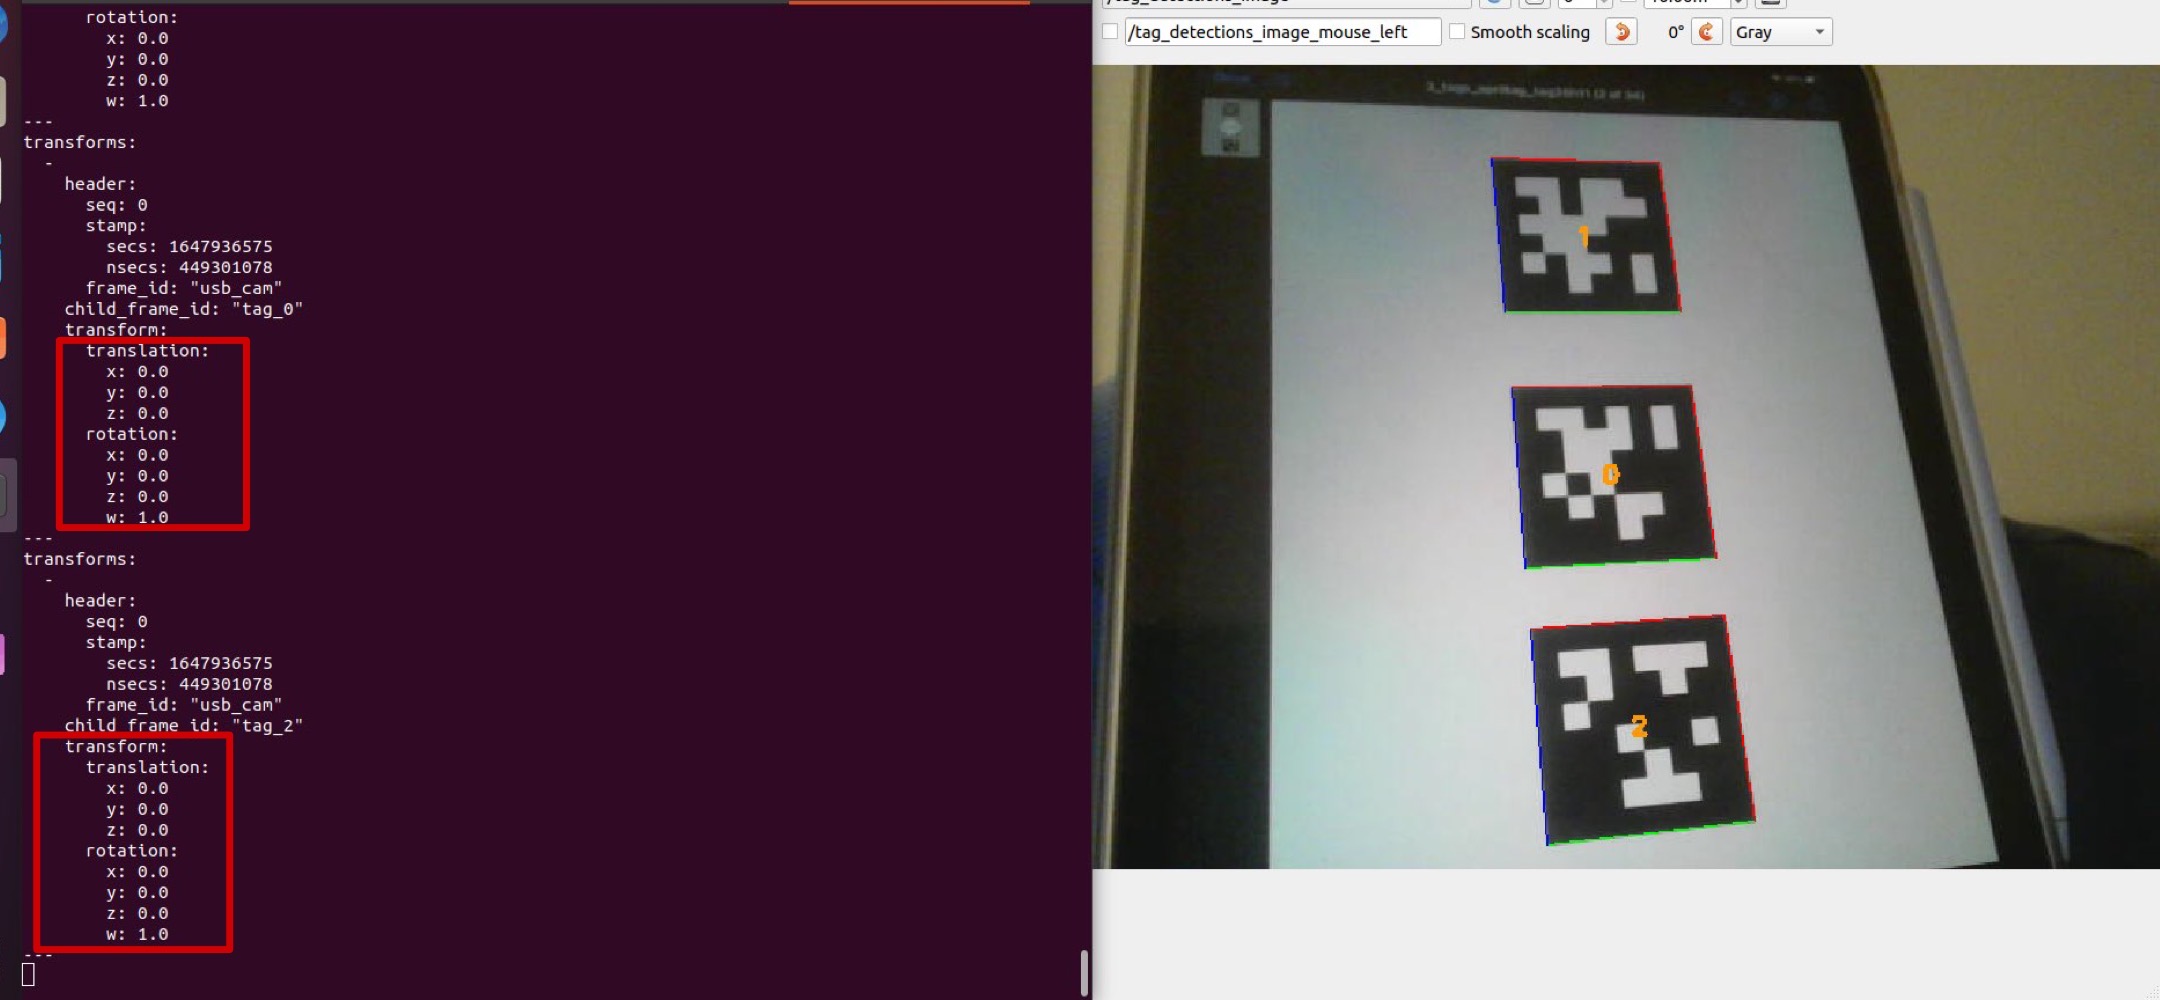 rotation:
x: 0.0
y: 0.0
z: 0.0
w: 1.0
---
transforms:
-
header:
seq: 0
stamp:
secs: 1647936575
nsecs: 449301078
frame_id: "usb_cam"
child_frame_id: "tag_0"
transform:
translation:
x: 0.0
y: 0.0
z: 0.0
rotation:
x: 0.0
y: 0.0
z: 0.0
w: 1.0
---
transforms:
-
header:
seq: 0
stamp:
secs: 1647936575
nsecs: 449301078
frame_id: "usb_cam"
child_frame_id: "tag_2"
transform:
translation:
x: 0.0
y: 0.0
z: 0.0
rotation:
x: 0.0
y: 0.0
z: 0.0
w: 1.0
---
/tag_detections_image
/tag_detections_image_mouse_left Smooth scaling 0° Gray
1
0
2